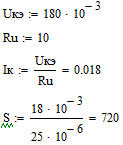 Uкэ := 180 · 10⁻³
Ru := 10
Iк := Uкэ / Ru = 0.018
S := 18 · 10⁻³ / 25 · 10⁻⁶ = 720